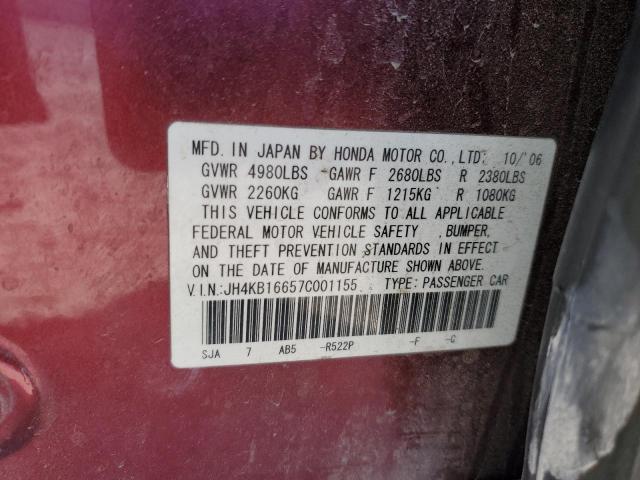 MFD. IN JAPAN BY HONDA MOTOR CO.,LTD. 10/'06
GVWR 4980LBS GAWR F 2680LBS R 2380LBS
GVWR 2260KG GAWR F 1215KG R 1080KG
THIS VEHICLE CONFORMS TO ALL APPLICABLE
FEDERAL MOTOR VEHICLE SAFETY ,BUMPER,
AND THEFT PREVENTION STANDARDS IN EFFECT
ON THE DATE OF MANUFACTURE SHOWN ABOVE.
V.I.N.:JH4KB16657C001155 TYPE: PASSENGER CAR
SJA 7 AB5 -R522P -F -C